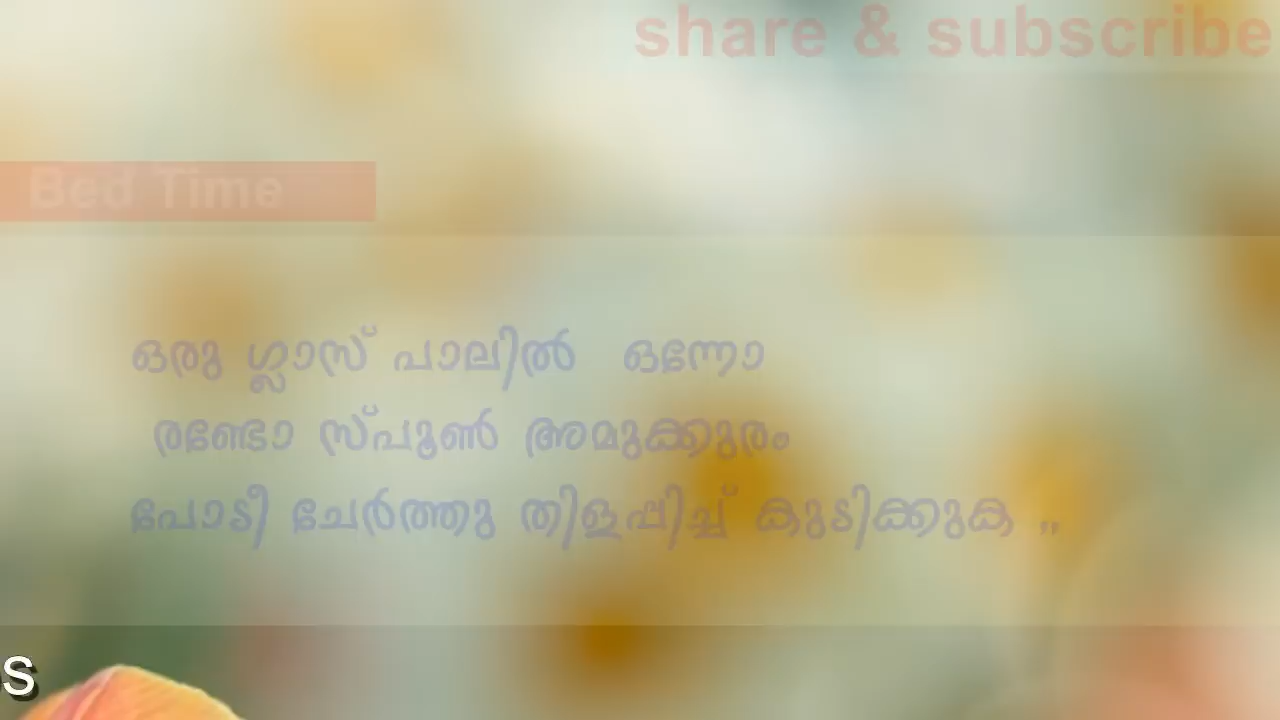 share & subscribe
Bed Time
ഒരു ഗ്ലാസ് പാലിൽ ഒന്നോ
രണ്ടോ സ്പൂൺ അമുക്കുരം
പോടീ ചേർത്തു തിളപ്പിച്ച് കുടിക്കുക ,,
s